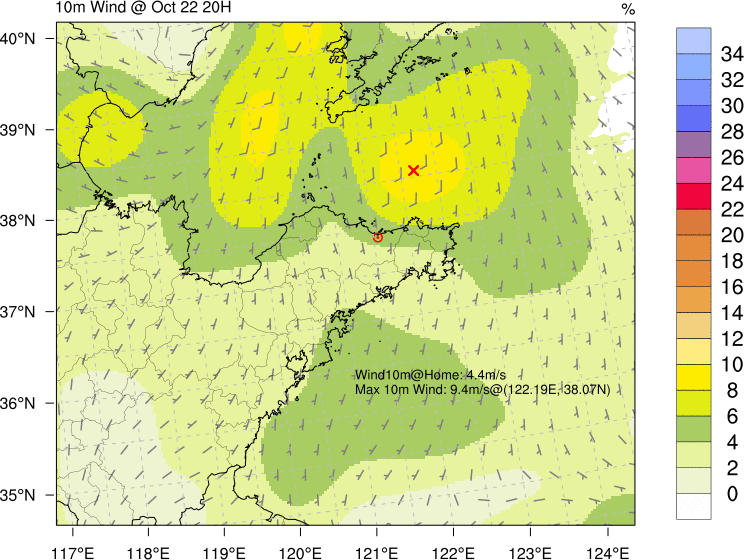 10m Wind @ Oct 22 20H
%
40°N
39°N
38°N
37°N
36°N
35°N
Wind10m@Home: 4.4m/s
Max 10m Wind: 9.4m/s@(122.19E, 38.07N)
117°E 118°E 119°E 120°E 121°E 122°E 123°E 124°E
34
32
30
28
26
24
22
20
18
16
14
12
10
8
6
4
2
0